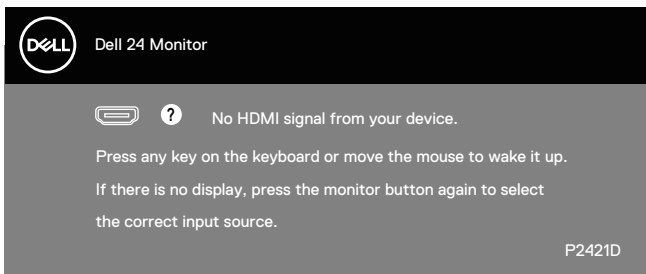 DELL
Dell 24 Monitor
? No HDMI signal from your device.
Press any key on the keyboard or move the mouse to wake it up.
If there is no display, press the monitor button again to select
the correct input source.
P2421D